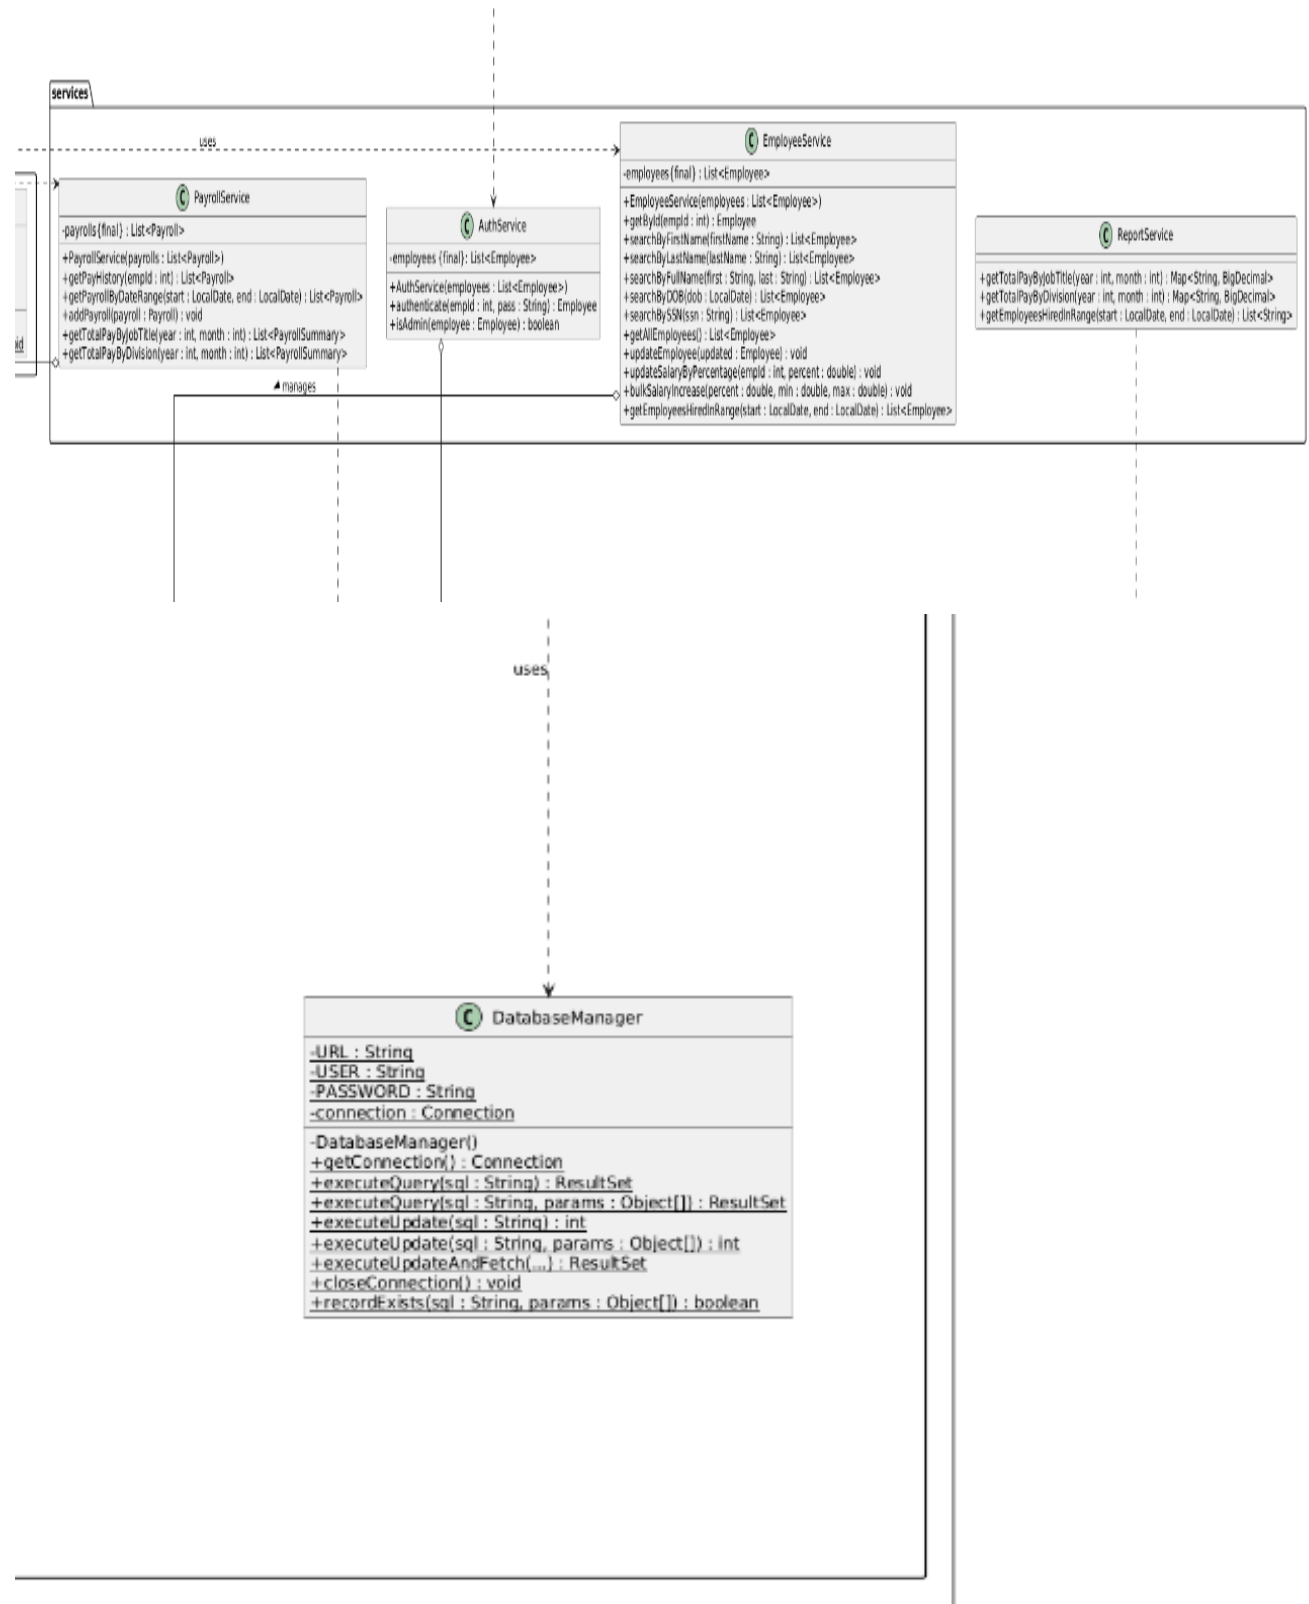 services
uses
C EmployeeService
-employees{final} : List<Employee>
+EmployeeService(employees : List<Employee>)
+getById(empId : int) : Employee
+searchByFirstName(firstName : String) : List<Employee>
+searchByLastName(lastName : String) : List<Employee>
+searchByFullName(first : String, last : String) : List<Employee>
+searchByDOB(dob : LocalDate) : List<Employee>
+searchBySSN(ssn : String) : List<Employee>
+getAllEmployees() : List<Employee>
+updateEmployee(updated : Employee) : void
+updateSalaryByPercentage(empId : int, percent : double) : void
+bulkSalaryIncrease(percent : double, min : double, max : double) : void
+getEmployeesHiredInRange(start : LocalDate, end : LocalDate) : List<Employee>
C PayrollService
-payrolls{final} : List<Payroll>
+PayrollService(payrolls : List<Payroll>)
+getPayHistory(empId : int) : List<Payroll>
+getPayrollByDateRange(start : LocalDate, end : LocalDate) : List<Payroll>
+addPayroll(payroll : Payroll) : void
+getTotalPayByJobTitle(year : int, month : int) : List<PayrollSummary>
+getTotalPayByDivision(year : int, month : int) : List<PayrollSummary>
C AuthService
-employees {final}: List<Employee>
+AuthService(employees : List<Employee>)
+authenticate(empId : int, pass : String) : Employee
+isAdmin(employee : Employee) : boolean
C ReportService
+getTotalPayByJobTitle(year : int, month : int) : Map<String, BigDecimal>
+getTotalPayByDivision(year : int, month : int) : Map<String, BigDecimal>
+getEmployeesHiredInRange(start : LocalDate, end : LocalDate) : List<String>
manages
uses
C DatabaseManager
-URL : String
-USER : String
-PASSWORD : String
-connection : Connection
-DatabaseManager()
+getConnection() : Connection
+executeQuery(sql : String) : ResultSet
+executeQuery(sql : String, params : Object[]) : ResultSet
+executeUpdate(sql : String) : int
+executeUpdate(sql : String, params : Object[]) : int
+executeUpdateAndFetch(...) : ResultSet
+closeConnection() : void
+recordExists(sql : String, params : Object[]) : boolean